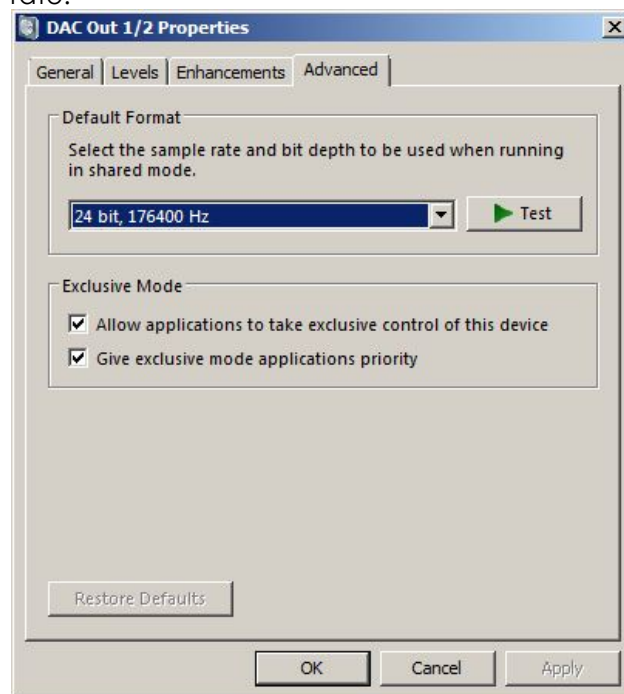 DAC Out 1/2 Properties
General Levels Enhancements Advanced
Default Format
Select the sample rate and bit depth to be used when running
in shared mode.
24 bit, 176400 Hz
Test
Exclusive Mode
Allow applications to take exclusive control of this device
Give exclusive mode applications priority
Restore Defaults
OK Cancel Apply